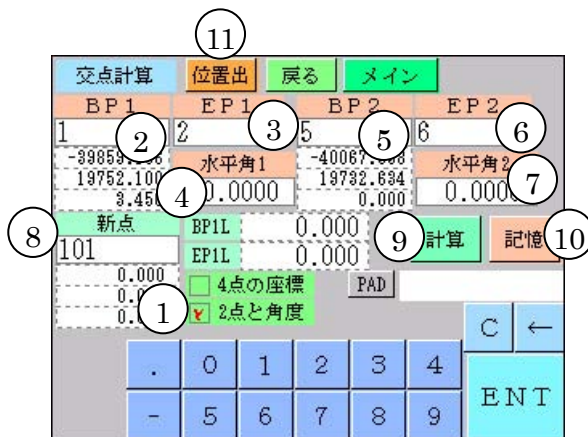 11
交点計算 位置出 戻る メイン
BP1 EP1 BP2 EP2
1 2 5 6
2 3 5 6
水平角1 水平角2
19752.100 19732.634
0.000
4 0.0000 7
8 新点 BP1L 0.000 9 計算 記憶 10
101 EP1L 0.000
0.000 4点の座標 PAD
1 2点と角度
C ←
. 0 1 2 3 4
- 5 6 7 8 9
ENT